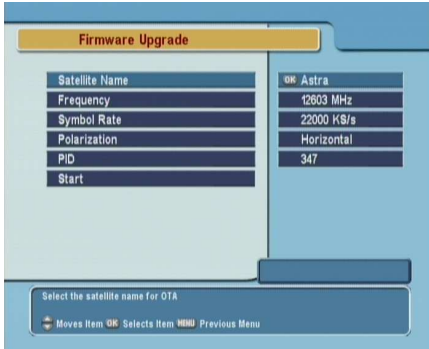 Firmware Upgrade
Satellite Name OK Astra
Frequency 12603 MHz
Symbol Rate 22000 KS/s
Polarization Horizontal
PID 347
Start
Select the satellite name for OTA
Moves Item OK Selects Item MENU Previous Menu